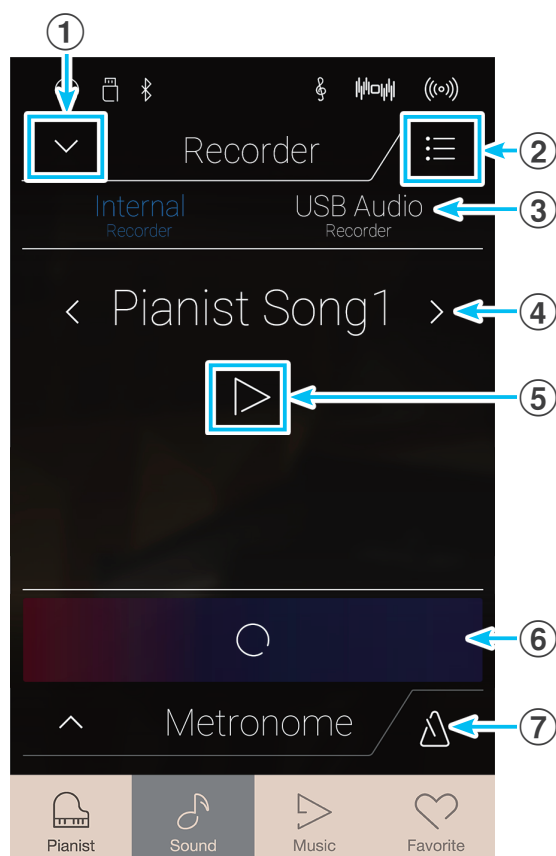 1
Recorder
2
Internal
Recorder
USB Audio
Recorder
3
Pianist Song1
4
5
6
Metronome
7
Pianist
Sound
Music
Favorite